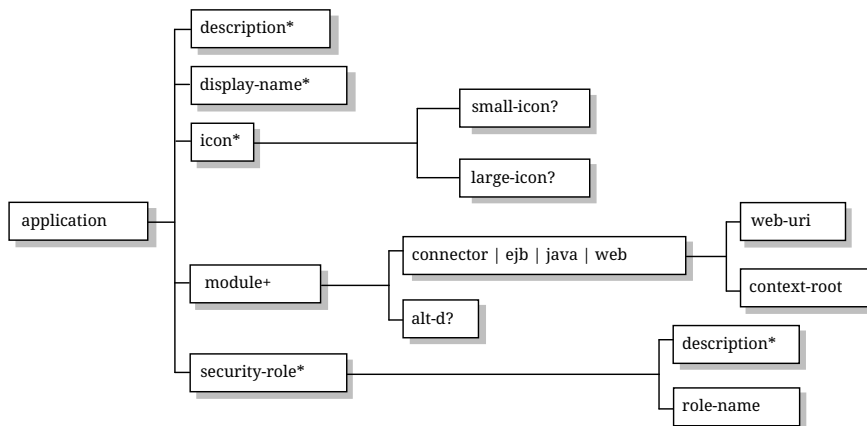 description*
display-name*
icon*
small-icon?
large-icon?
application
module+
connector | ejb | java | web
web-uri
context-root
alt-d?
security-role*
description*
role-name